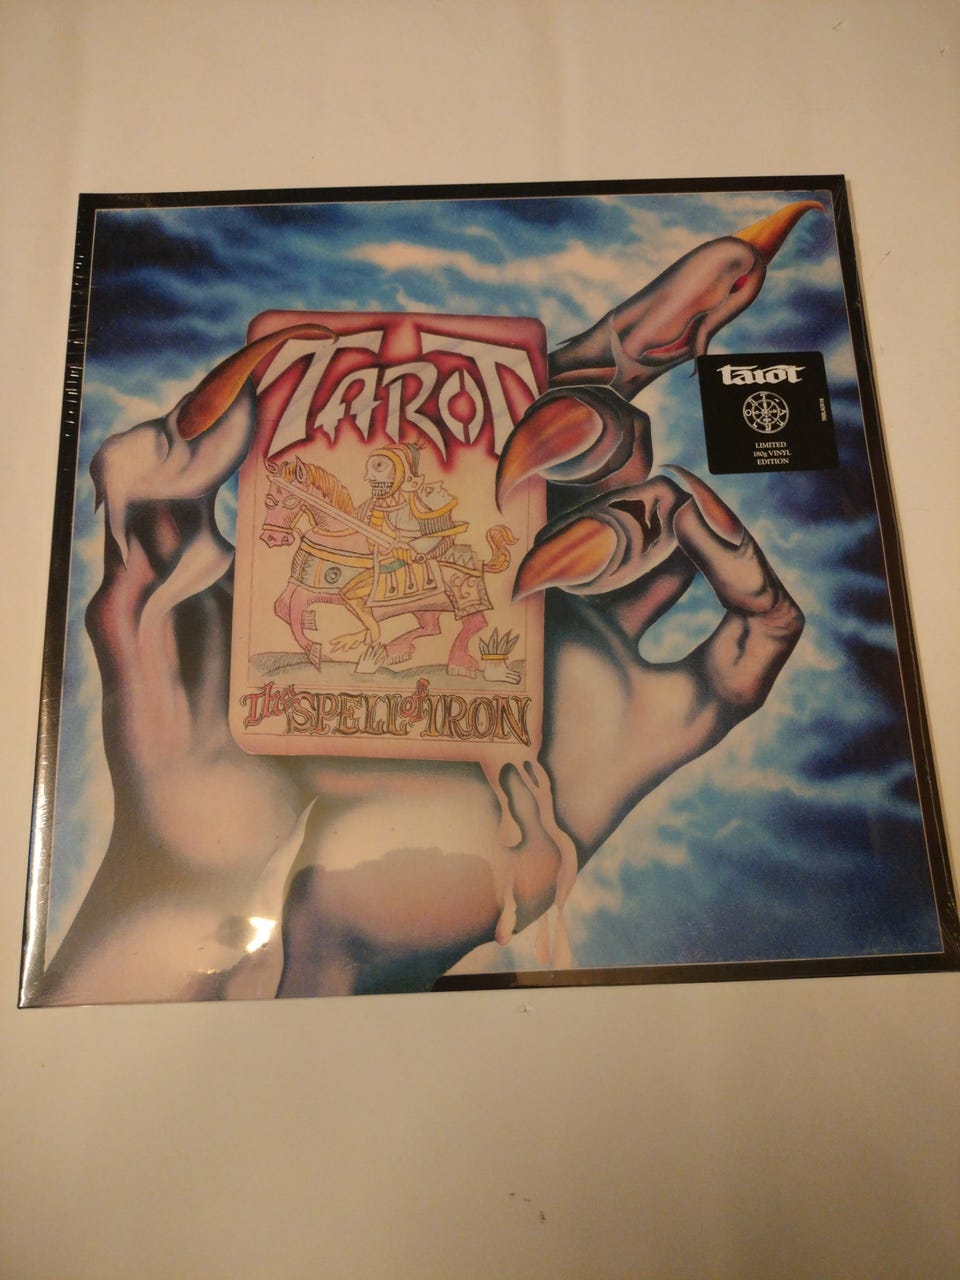 TAROT
The SPELL of IRON
tarot
LIMITED
180g VINYL
EDITION